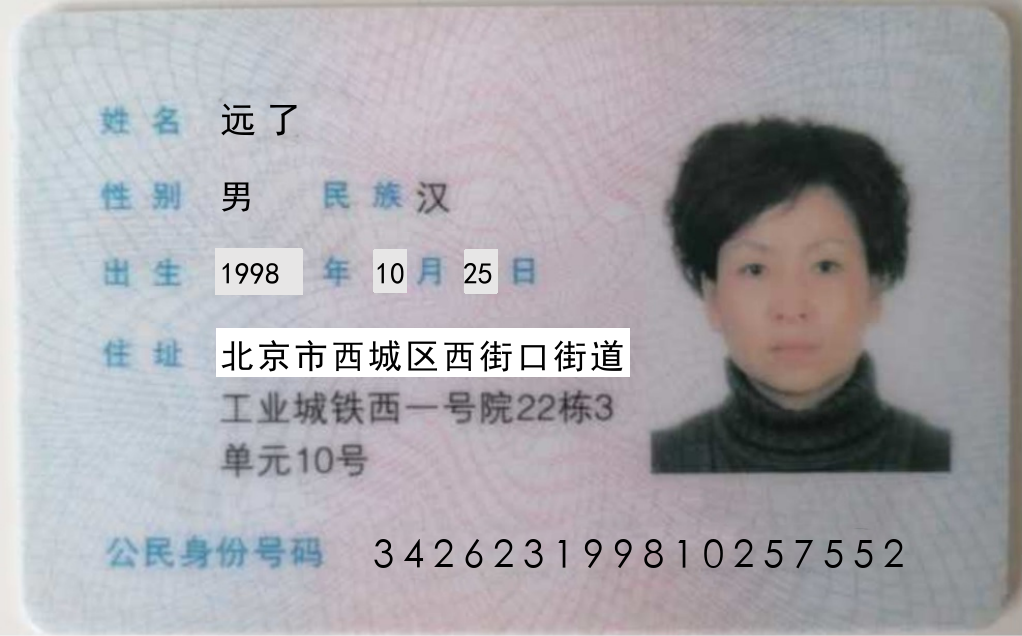 姓名 远了
性别 男 民族 汉
出生 1998 年 10 月 25 日
住址 北京市西城区西街口街道
工业城铁西一号院22栋3
单元10号
公民身份号码 342623199810257552